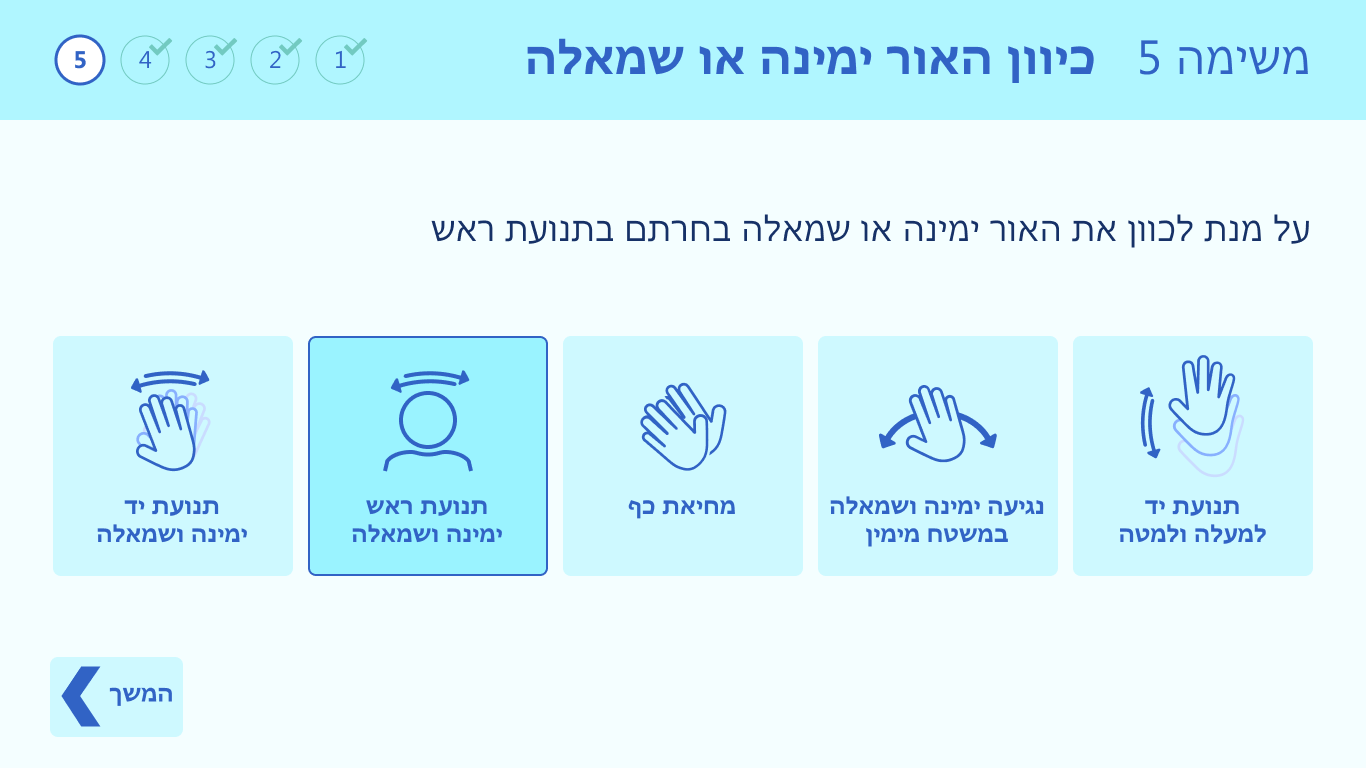 משימה 5 כיוון האור ימינה או שמאלה
1 2 3 4 5
על מנת לכוון את האור ימינה או שמאלה בחרתם בתנועת ראש
תנועת יד
למעלה ולמטה
נגיעה ימינה ושמאלה
במשטח מימין
מחיאת כף
תנועת ראש
ימינה ושמאלה
תנועת יד
ימינה ושמאלה
המשך